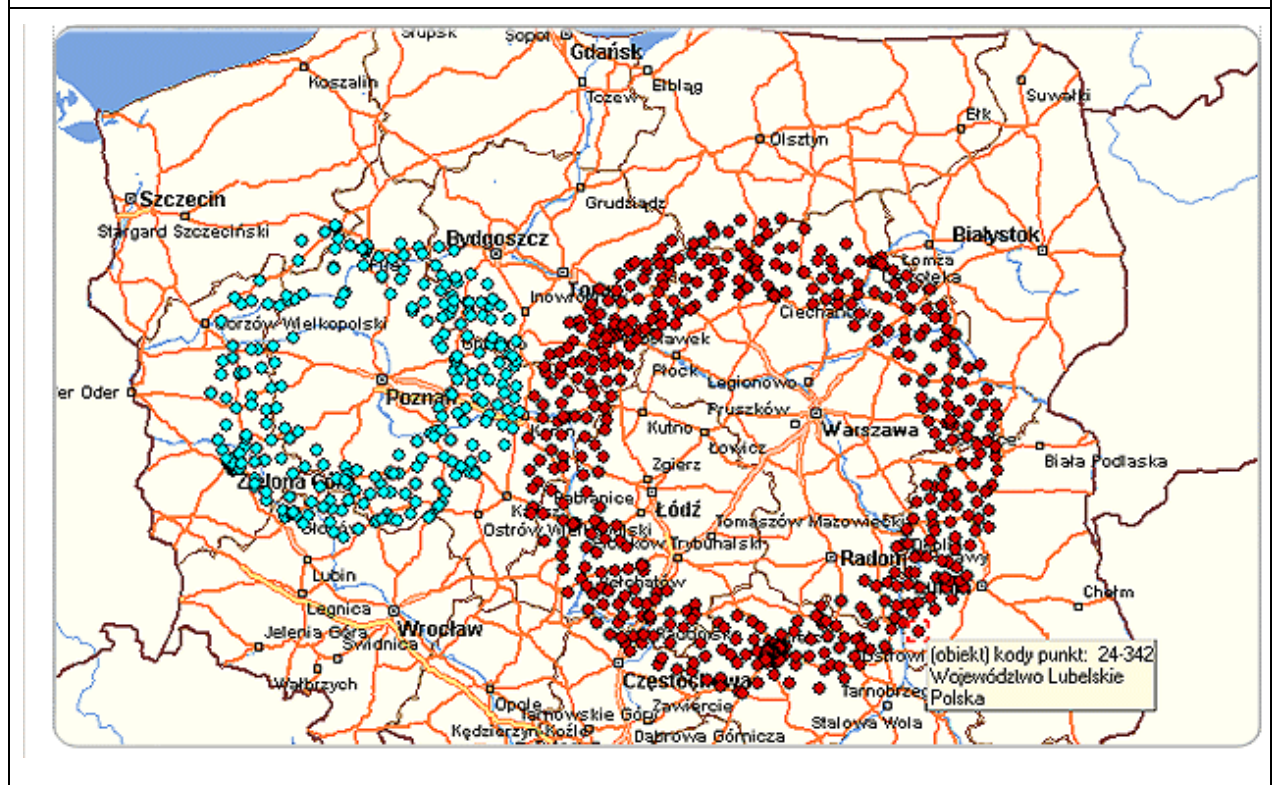 Słupsk
Sopot
Gdańsk
Koszalin
Tczew
Elbląg
Suwałki
Ełk
Olsztyn
Szczecin
Grudziądz
Stargard Szczeciński
Bydgoszcz
Białystok
Łomża
Ciechanów
Gorzów Wielkopolski
Płock
Legionowo
er Oder
Poznań
Pruszków
Kutno
Warszawa
Łowicz
Biała Podlaska
Zgierz
Zielona Góra
Pabianice
Łódź
Ostrów Wielkopolski
Tomaszów Mazowiecki
Piotrków Trybunalski
Radom
Lubin
Bełchatów
Chełm
Legnica
Jelenia Góra
Wrocław
Świdnica
(obiekt) kody punkt: 24-342
Województwo Lubelskie
Polska
Wałbrzych
Częstochowa
Tarnobrzeg
Opole
Tarnowskie Góry
Zawiercie
Stalowa Wola
Kędzierzyn-Koźle
Dąbrowa Górnicza